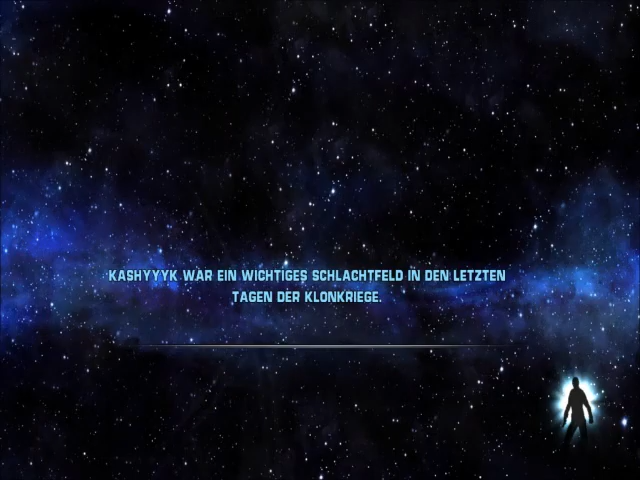 KASHYYYK WAR EIN WICHTIGES SCHLACHTFELD IN DEN LETZTEN
TAGEN DER KLONKRIEGE.